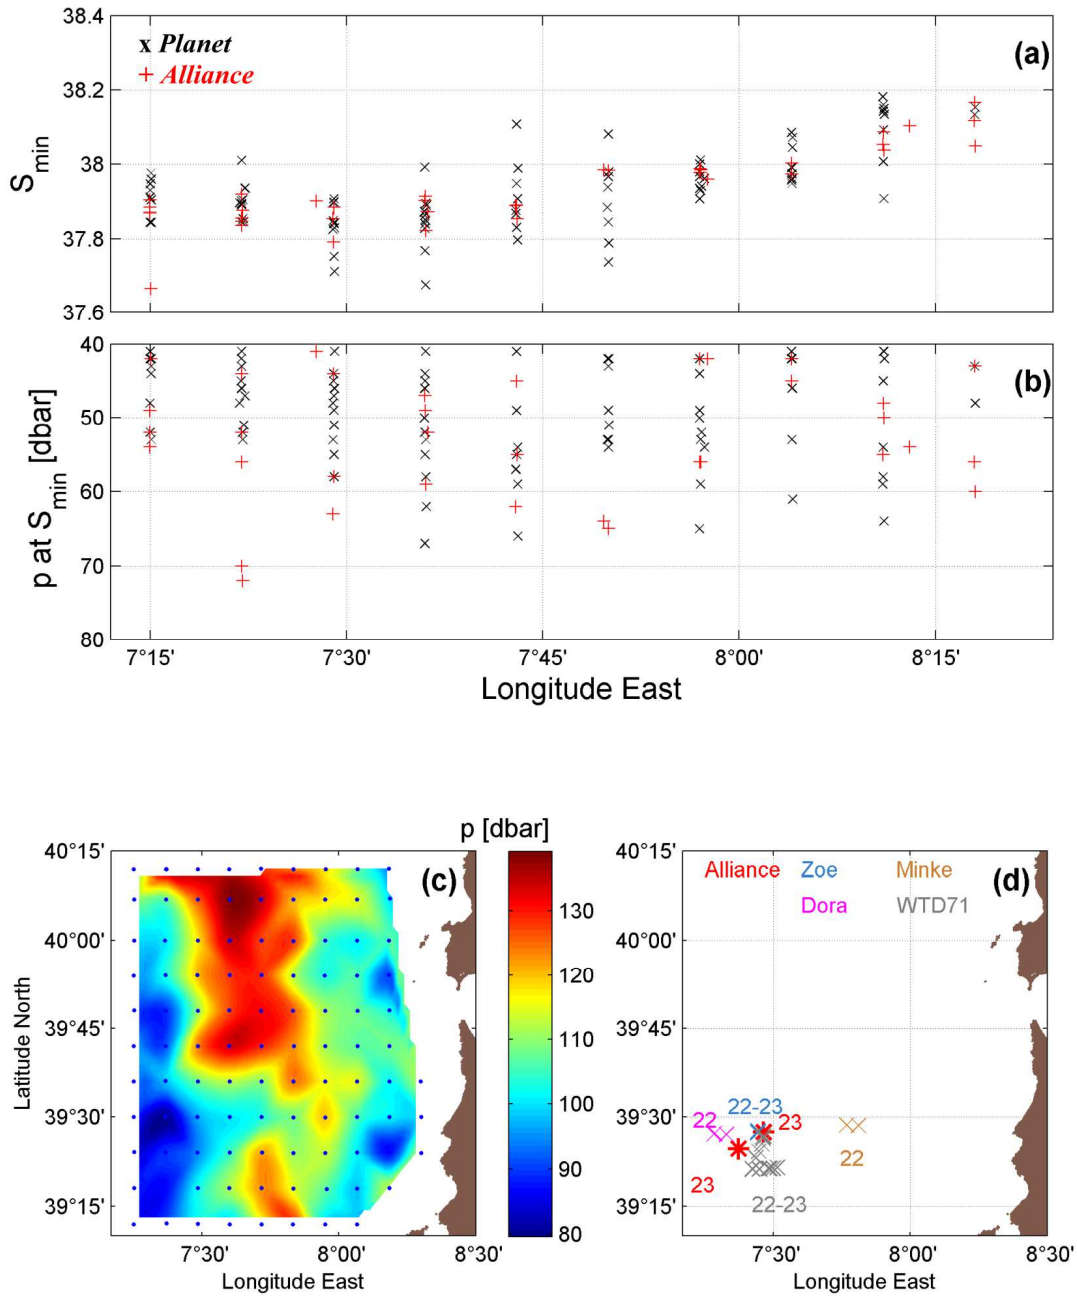 38.4
x Planet
(a)
+ Alliance
38.2
38
37.8
37.6
S_min
40
(b)
50
60
70
80
p at S_min [dbar]
7°15' 7°30' 7°45' 8°00' 8°15'
Longitude East
p [dbar]
40°15' (c)
40°00'
39°45'
39°30'
39°15'
Latitude North
7°30' 8°00' 8°30'
Longitude East
130
120
110
100
90
80
40°15' Alliance Zoe Minke (d)
Dora WTD71
40°00'
39°45'
39°30'
39°15'
22-23
22 23
22
23
22-23
7°30' 8°00' 8°30'
Longitude East